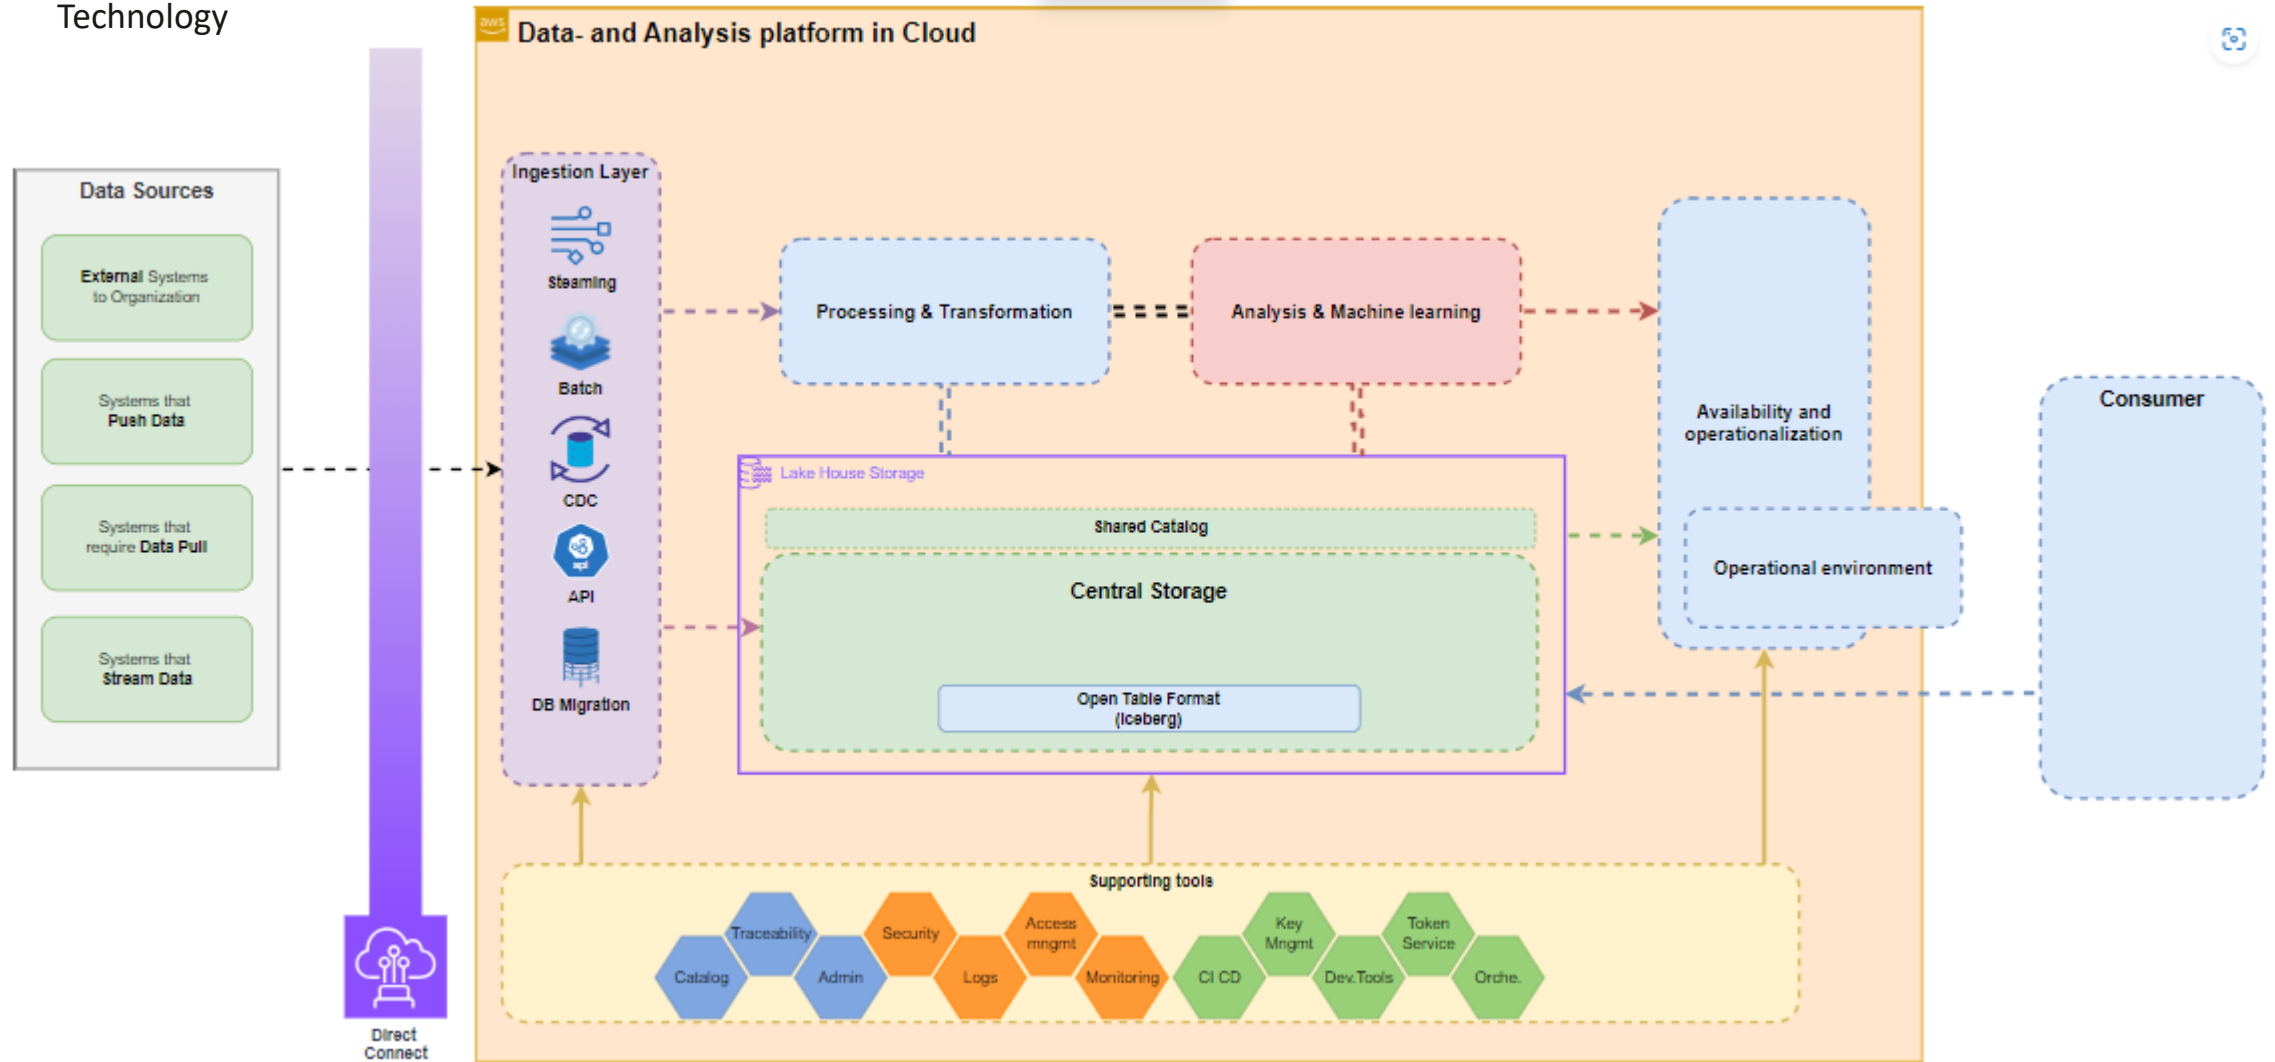 Technology
aws
Data- and Analysis platform in Cloud
Data Sources
External Systems
to Organization
Systems that
Push Data
Systems that
require Data Pull
Systems that
Stream Data
Direct
Connect
Ingestion Layer
Steaming
Batch
CDC
api
API
DB Migration
Processing & Transformation
Analysis & Machine learning
Lake House Storage
Shared Catalog
Central Storage
Open Table Format
(Iceberg)
Availability and
operationalization
Operational environment
Consumer
Supporting tools
Catalog
Traceability
Admin
Security
Logs
Access
mngmt
Monitoring
CI CD
Key
Mngmt
Dev.Tools
Token
Service
Orche.